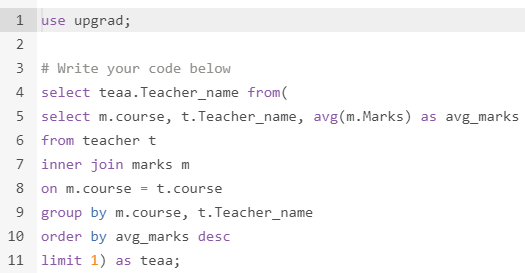 1 use upgrad;
2
3 # Write your code below
4 select teaa.Teacher_name from(
5 select m.course, t.Teacher_name, avg(m.Marks) as avg_marks
6 from teacher t
7 inner join marks m
8 on m.course = t.course
9 group by m.course, t.Teacher_name
10 order by avg_marks desc
11 limit 1) as teaa;